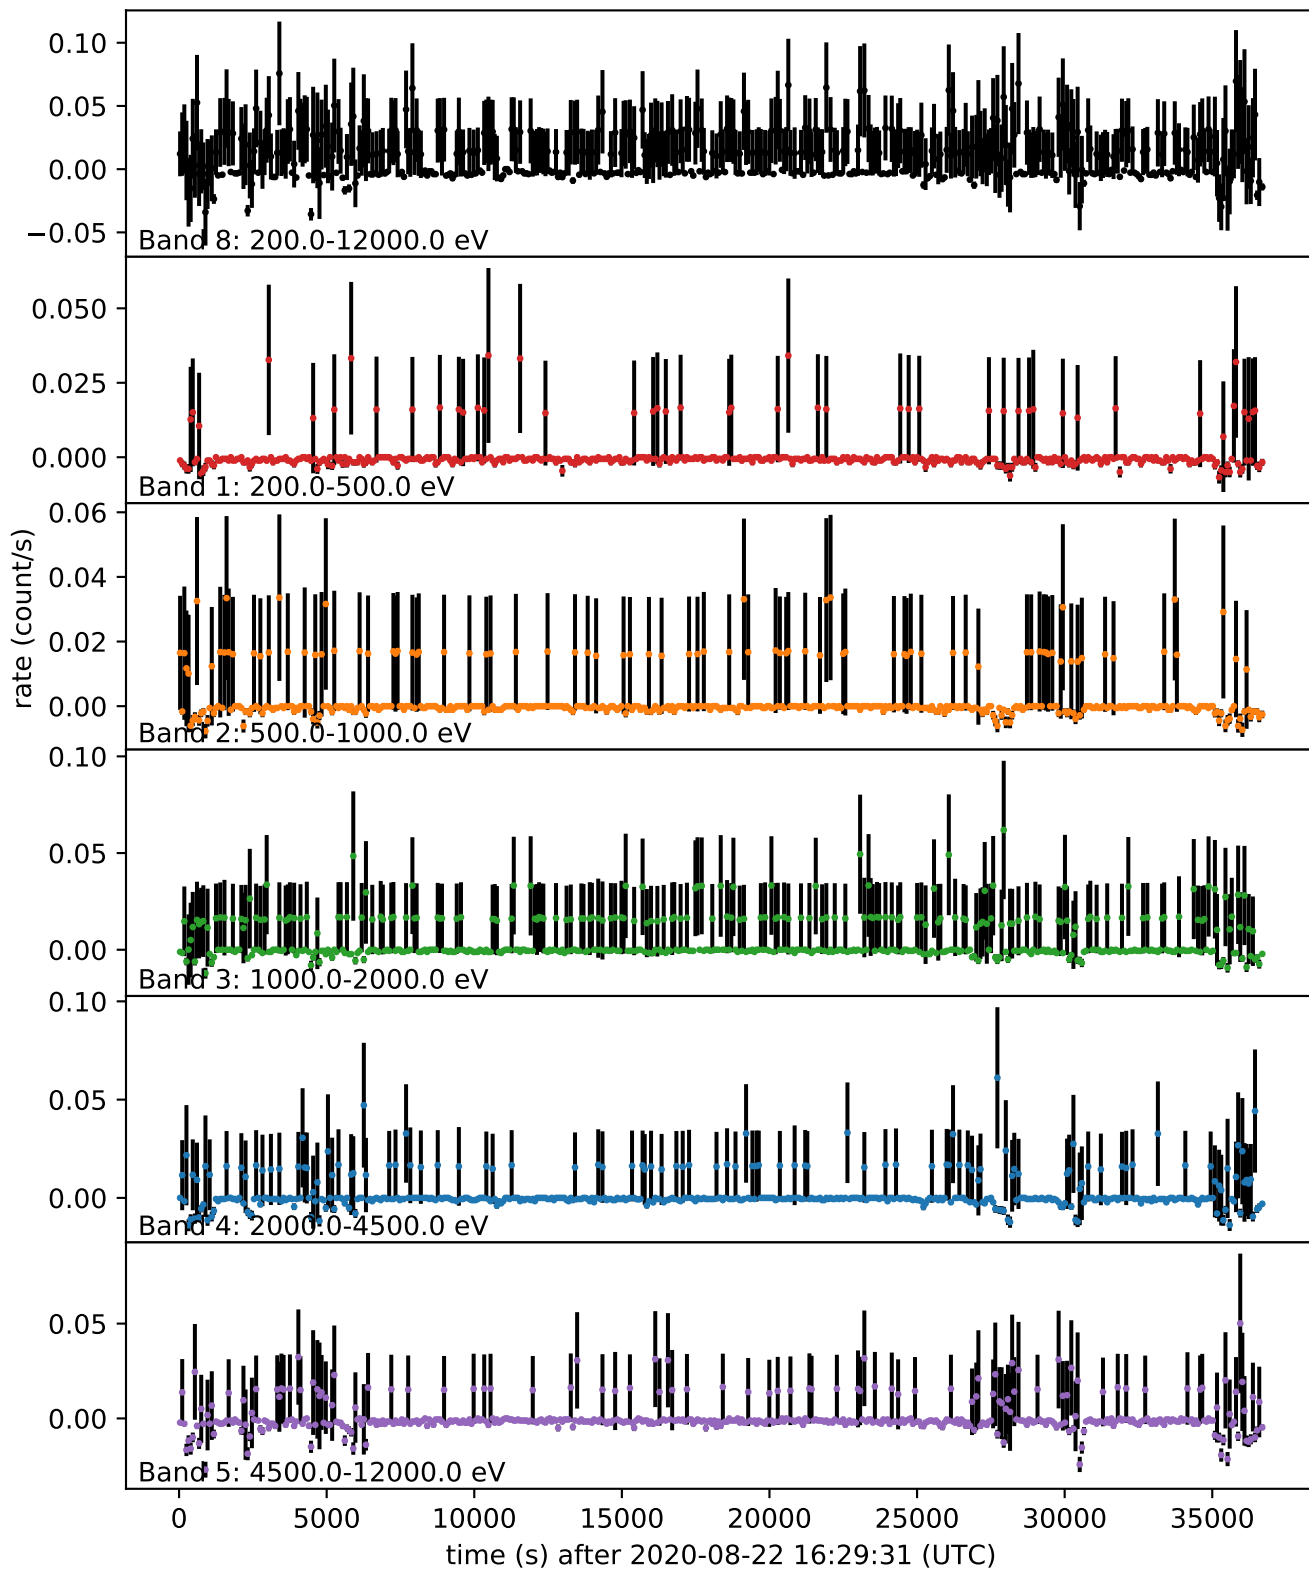 0.10
0.05
0.00
−0.05
Band 8: 200.0-12000.0 eV
0.050
0.025
0.000
Band 1: 200.0-500.0 eV
0.06
0.04
0.02
0.00
Band 2: 500.0-1000.0 eV
rate (count/s)
0.10
0.05
0.00
Band 3: 1000.0-2000.0 eV
0.10
0.05
0.00
Band 4: 2000.0-4500.0 eV
0.05
0.00
Band 5: 4500.0-12000.0 eV
0 5000 10000 15000 20000 25000 30000 35000
time (s) after 2020-08-22 16:29:31 (UTC)